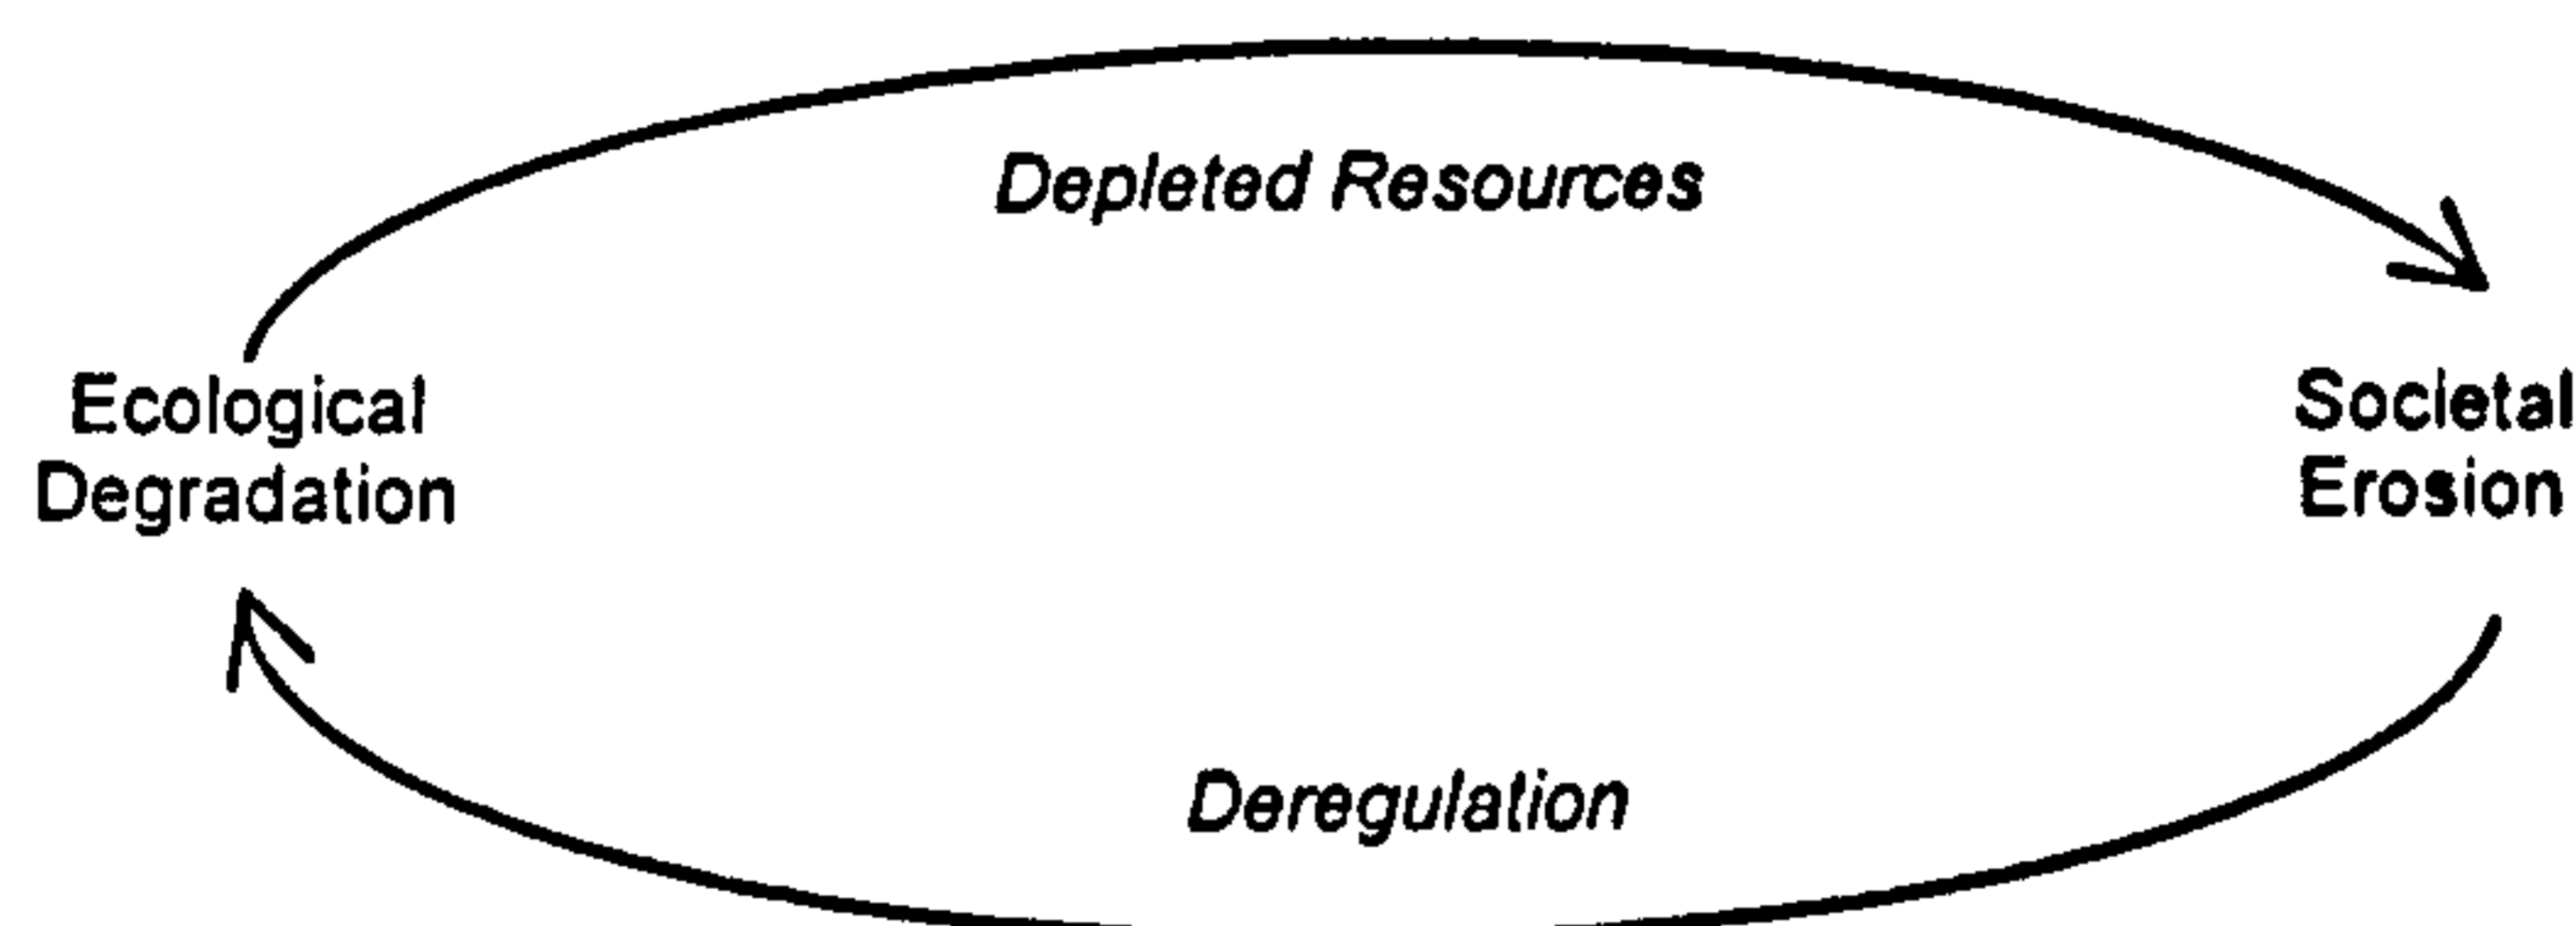 Depleted Resources
Ecological
Degradation
Societal
Erosion
Deregulation